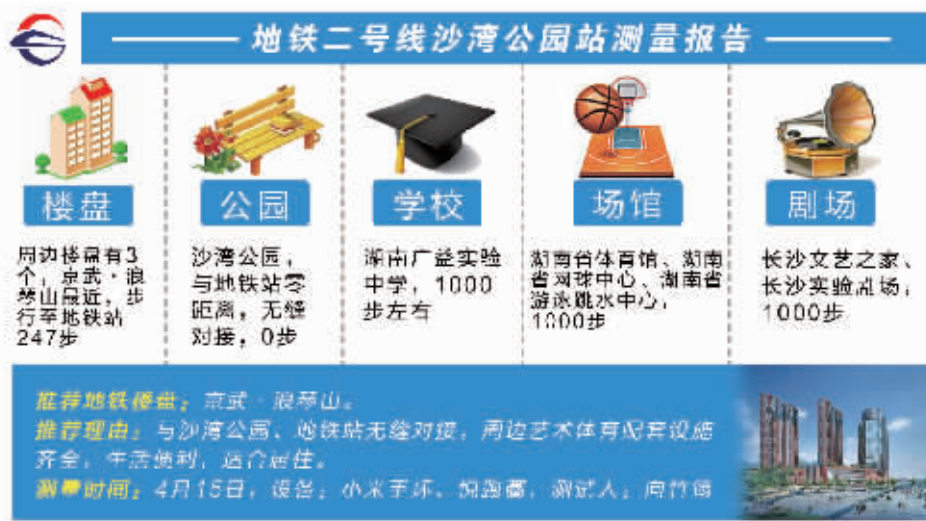 地铁二号线沙湾公园站测量报告
楼盘
周边楼盘有3
个，京武·浪
琴山最近，步
行至地铁站
247步
公园
沙湾公园，
与地铁站零
距离，无缝
对接，0步
学校
湖南广益实验
中学，1000
步左右
场馆
湖南省体育馆、湖南
省网球中心、湖南省
游泳跳水中心，
1000步
剧场
长沙文艺之家、
长沙实验剧场，
1000步
推荐地铁楼盘：京武·浪琴山。
推荐理由：与沙湾公园、地铁站无缝对接，周边艺术体育配套设施
齐全，生活便利，适合居住。
测量时间：4月15日，设备：小米手环、悦跑圈，测试人：向竹